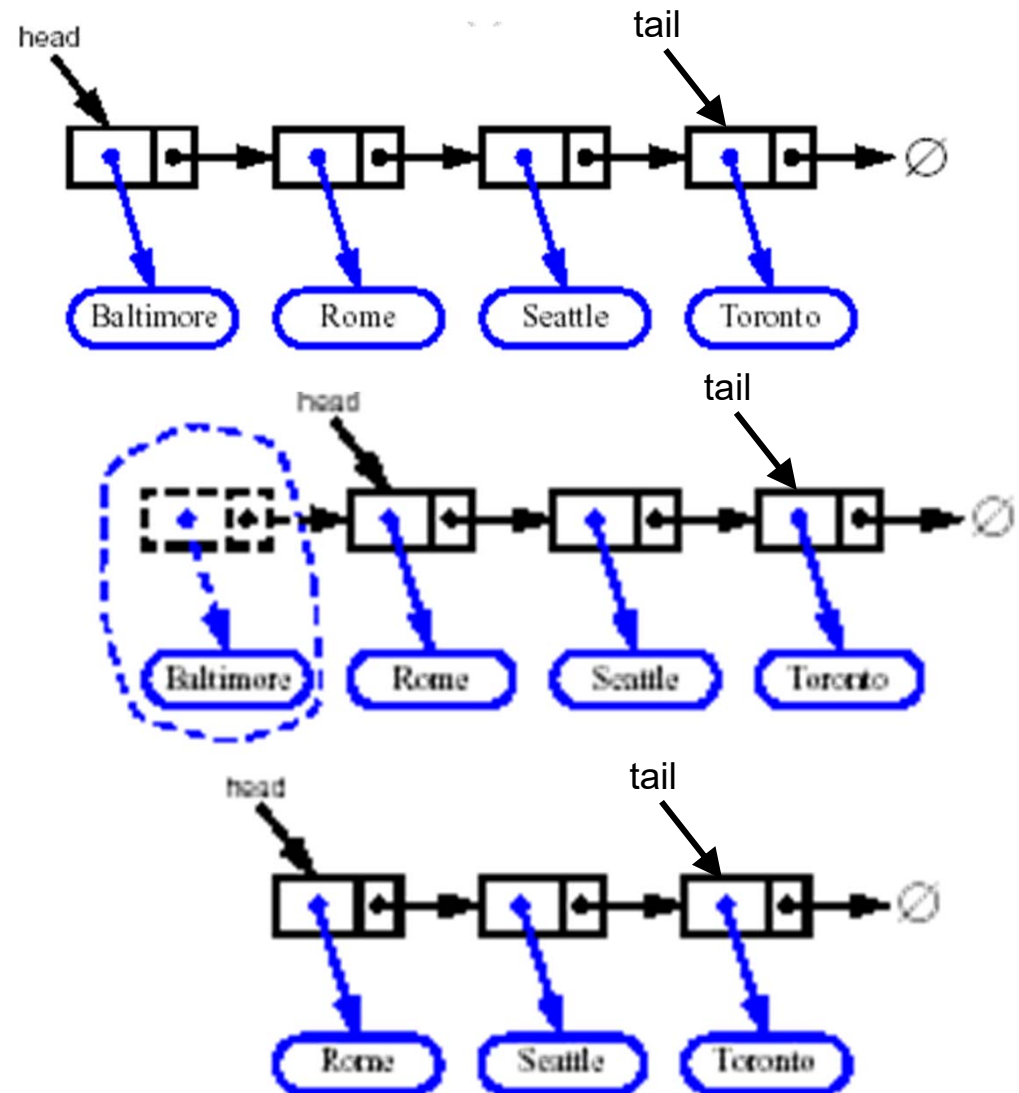 head tail
∅
Baltimore Rome Seattle Toronto
head tail
∅
Baltimore Rome Seattle Toronto
head tail
∅
Rome Seattle Toronto